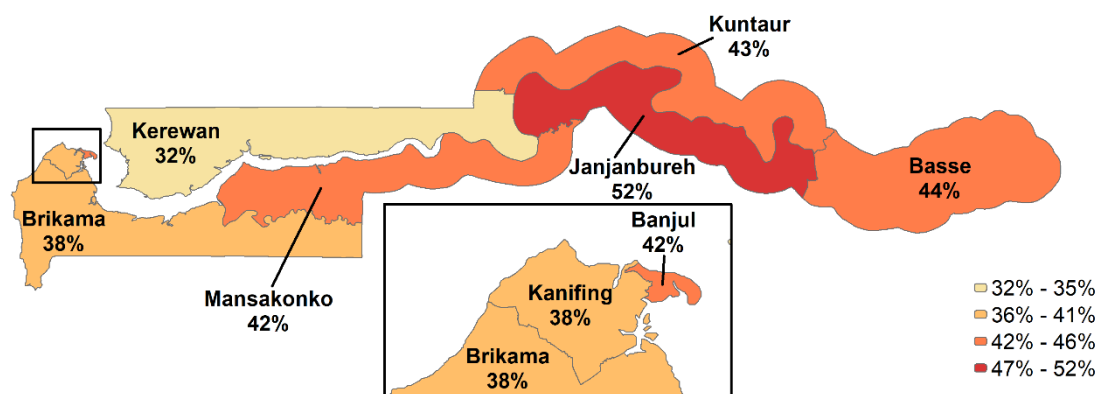 Kuntaur
43%
Kerewan
32%
Janjanbureh
52%
Basse
44%
Brikama
38%
Mansakonko
42%
Banjul
42%
Kanifing
38%
Brikama
38%
32% - 35%
36% - 41%
42% - 46%
47% - 52%